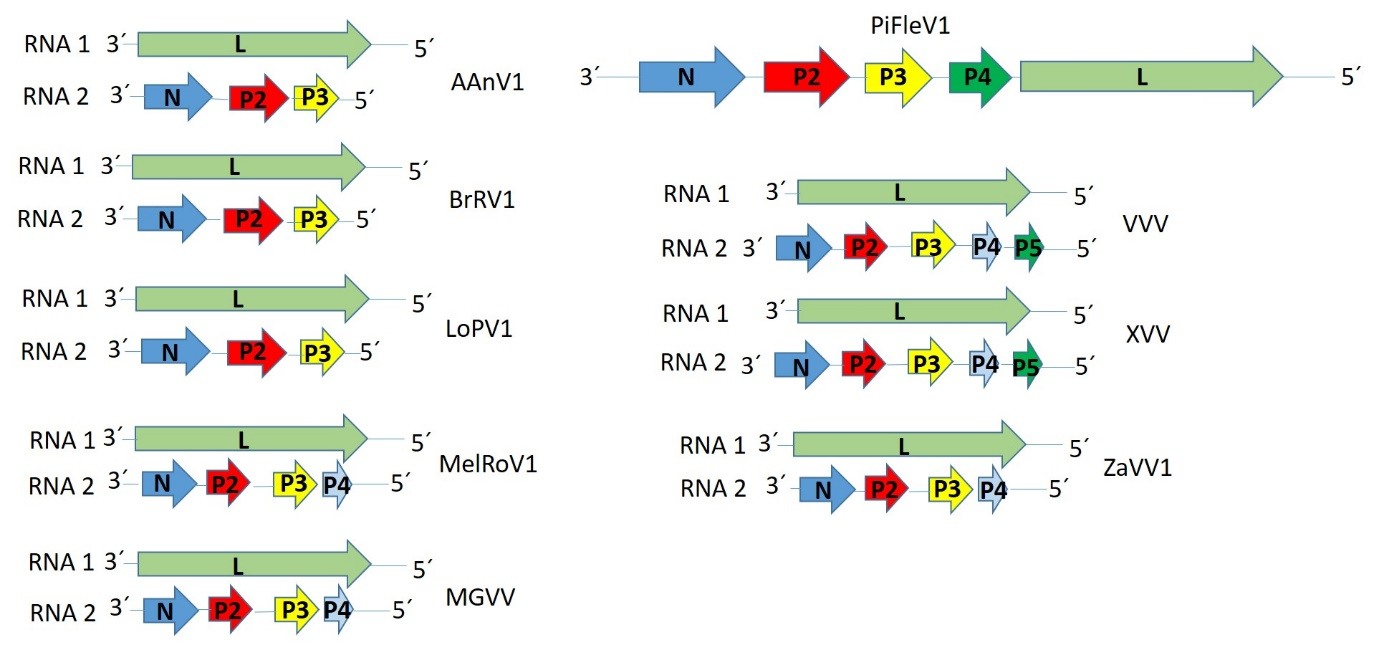 RNA 1 3´ L 5´
RNA 2 3´ N P2 P3 5´
AAnV1
RNA 1 3´ L 5´
RNA 2 3´ N P2 P3 5´
BrRV1
RNA 1 3´ L 5´
RNA 2 3´ N P2 P3 5´
LoPV1
RNA 1 3´ L 5´
RNA 2 3´ N P2 P3 P4 5´
MelRoV1
RNA 1 3´ L 5´
RNA 2 3´ N P2 P3 P4 5´
MGVV
PiFleV1
3´ N P2 P3 P4 L 5´
RNA 1 3´ L 5´
RNA 2 3´ N P2 P3 P4 P5 5´
VVV
RNA 1 3´ L 5´
RNA 2 3´ N P2 P3 P4 P5 5´
XVV
RNA 1 3´ L 5´
RNA 2 3´ N P2 P3 P4 5´
ZaVV1